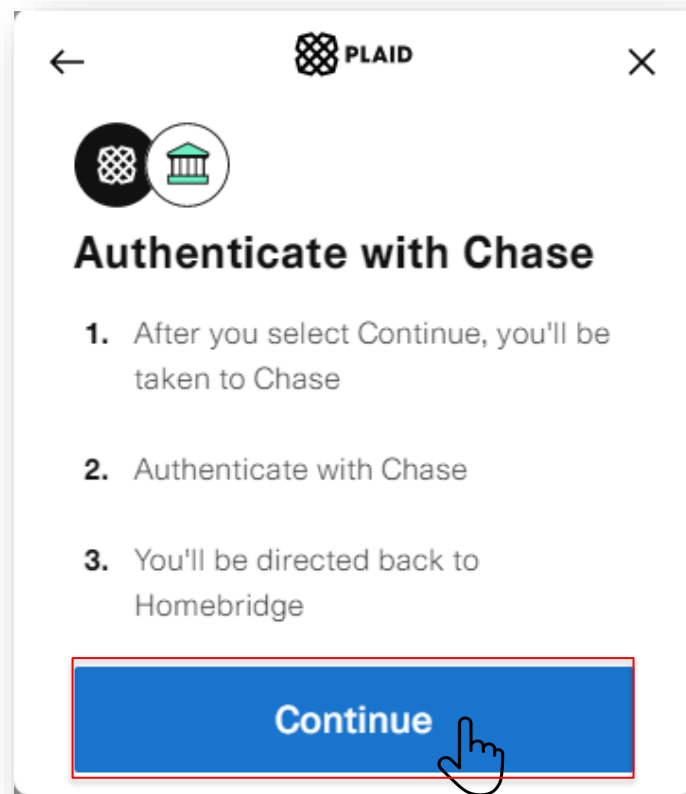 PLAID
Authenticate with Chase
1. After you select Continue, you'll be
taken to Chase
2. Authenticate with Chase
3. You'll be directed back to
Homebridge
Continue